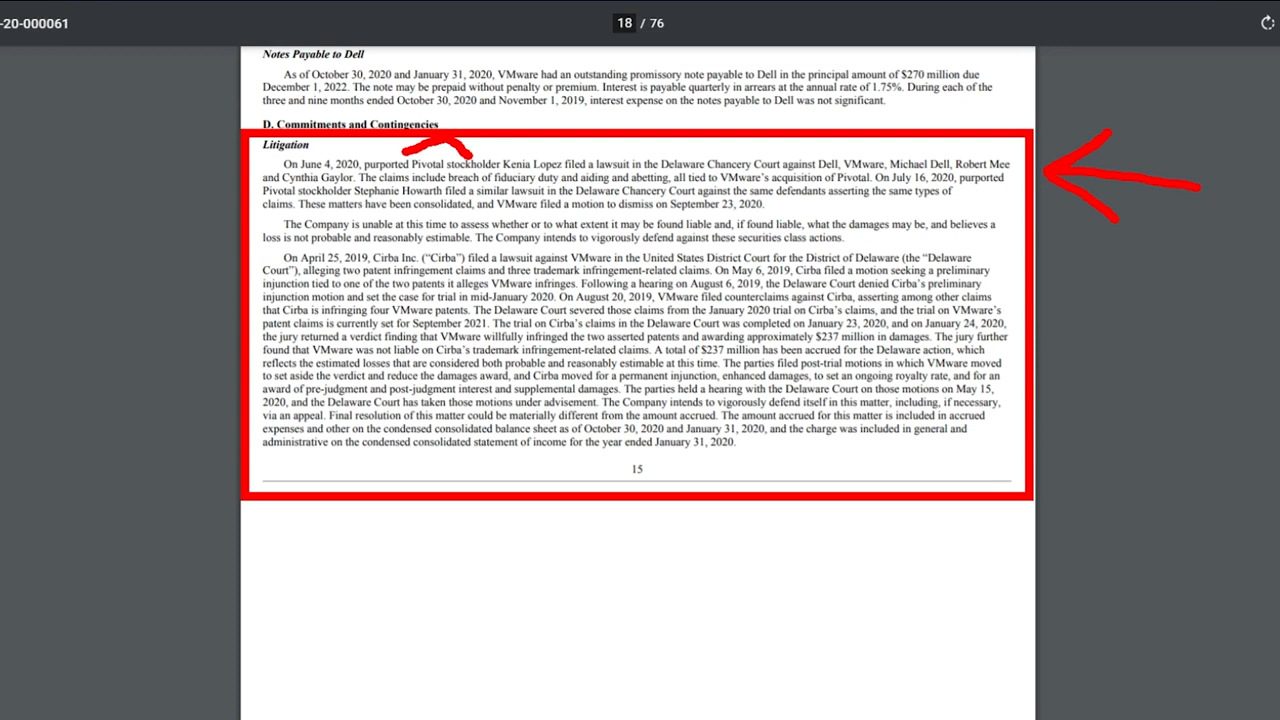 -20-000061
18 / 76
Notes Payable to Dell
As of October 30, 2020 and January 31, 2020, VMware had an outstanding promissory note payable to Dell in the principal amount of $270 million due
December 1, 2022. The note may be prepaid without penalty or premium. Interest is payable quarterly in arrears at the annual rate of 1.75%. During each of the
three and nine months ended October 30, 2020 and November 1, 2019, interest expense on the notes payable to Dell was not significant.
D. Commitments and Contingencies
Litigation
On June 4, 2020, purported Pivotal stockholder Kenia Lopez filed a lawsuit in the Delaware Chancery Court against Dell, VMware, Michael Dell, Robert Mee
and Cynthia Gaylor. The claims include breach of fiduciary duty and aiding and abetting, all tied to VMware's acquisition of Pivotal. On July 16, 2020, purported
Pivotal stockholder Stephanie Howarth filed a similar lawsuit in the Delaware Chancery Court against the same defendants asserting the same types of
claims. These matters have been consolidated, and VMware filed a motion to dismiss on September 23, 2020.
The Company is unable at this time to assess whether or to what extent it may be found liable and, if found liable, what the damages may be, and believes a
loss is not probable and reasonably estimable. The Company intends to vigorously defend against these securities class actions.
On April 25, 2019, Cirba Inc. (“Cirba”) filed a lawsuit against VMware in the United States District Court for the District of Delaware (the “Delaware
Court”), alleging two patent infringement claims and three trademark infringement-related claims. On May 6, 2019, Cirba filed a motion seeking a preliminary
injunction tied to one of the two patents it alleges VMware infringes. Following a hearing on August 6, 2019, the Delaware Court denied Cirba's preliminary
injunction motion and set the case for trial in mid-January 2020. On August 20, 2019, VMware filed counterclaims against Cirba, asserting among other claims
that Cirba is infringing four VMware patents. The Delaware Court severed those claims from the January 2020 trial on Cirba's claims, and the trial on VMware's
patent claims is currently set for September 2021. The trial on Cirba's claims in the Delaware Court was completed on January 23, 2020, and on January 24, 2020,
the jury returned a verdict finding that VMware willfully infringed the two asserted patents and awarding approximately $237 million in damages. The jury further
found that VMware was not liable on Cirba's trademark infringement-related claims. A total of $237 million has been accrued for the Delaware action, which
reflects the estimated losses that are considered both probable and reasonably estimable at this time. The parties filed post-trial motions in which VMware moved
to set aside the verdict and reduce the damages award, and Cirba moved for a permanent injunction, enhanced damages, to set an ongoing royalty rate, and for an
award of pre-judgment and post-judgment interest and supplemental damages. The parties held a hearing with the Delaware Court on those motions on May 15,
2020, and the Delaware Court has taken those motions under advisement. The Company intends to vigorously defend itself in this matter, including, if necessary,
via an appeal. Final resolution of this matter could be materially different from the amount accrued. The amount accrued for this matter is included in accrued
expenses and other on the condensed consolidated balance sheet as of October 30, 2020 and January 31, 2020, and the charge was included in general and
administrative on the condensed consolidated statement of income for the year ended January 31, 2020.
15